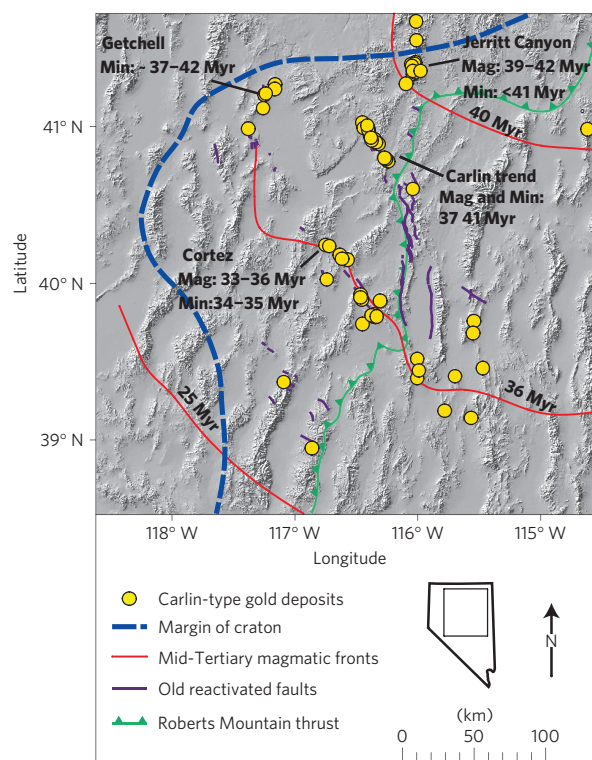 Getchell
Min: - 37–42 Myr
Jerritt Canyon
Mag: 39–42 Myr
Min: <41 Myr
40 Myr
Carlin trend
Mag and Min:
37 41 Myr
Cortez
Mag: 33–36 Myr
Min:34–35 Myr
25 Myr
36 Myr
41° N
40° N
39° N
Latitude
118° W
117° W
116° W
115° W
Longitude
Carlin-type gold deposits
Margin of craton
Mid-Tertiary magmatic fronts
Old reactivated faults
Roberts Mountain thrust
N
(km)
0 50 100